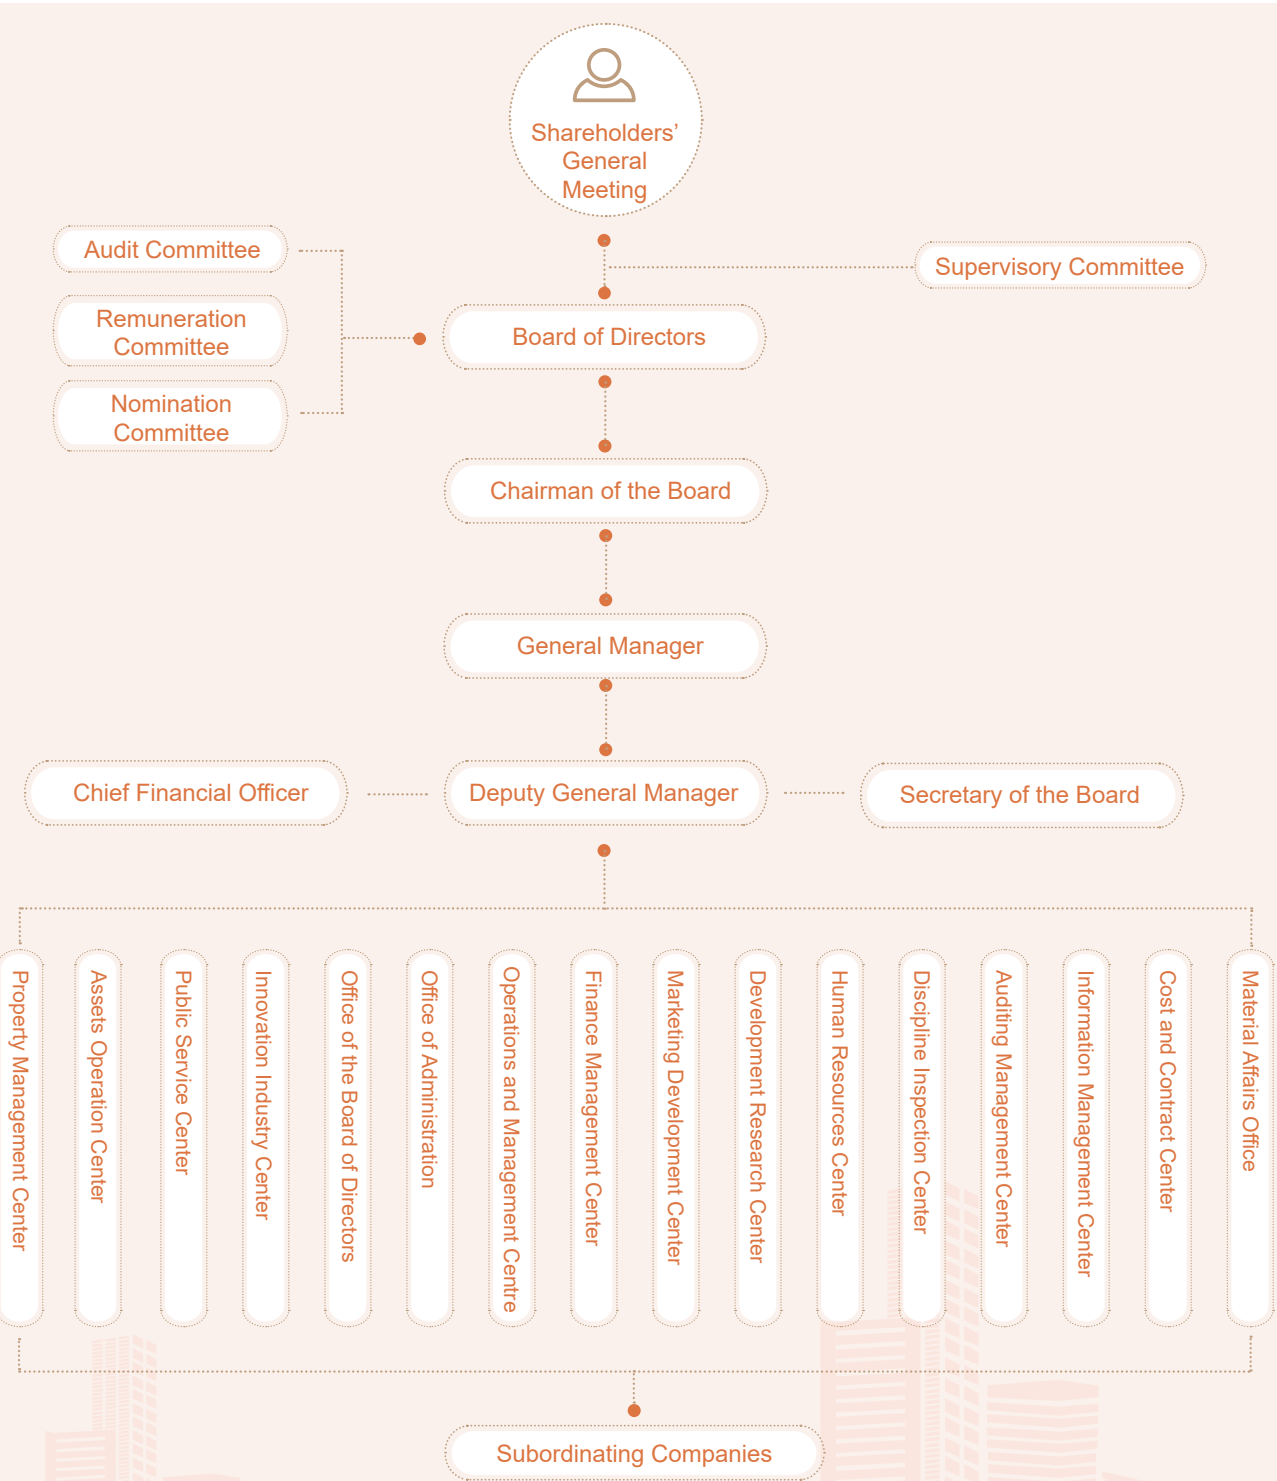 Shareholders’
General
Meeting
Audit Committee
Supervisory Committee
Remuneration
Committee
Board of Directors
Nomination
Committee
Chairman of the Board
General Manager
Chief Financial Officer
Deputy General Manager
Secretary of the Board
Property Management Center
Assets Operation Center
Public Service Center
Innovation Industry Center
Office of the Board of Directors
Office of Administration
Operations and Management Centre
Finance Management Center
Marketing Development Center
Development Research Center
Human Resources Center
Discipline Inspection Center
Auditing Management Center
Information Management Center
Cost and Contract Center
Material Affairs Office
Subordinating Companies